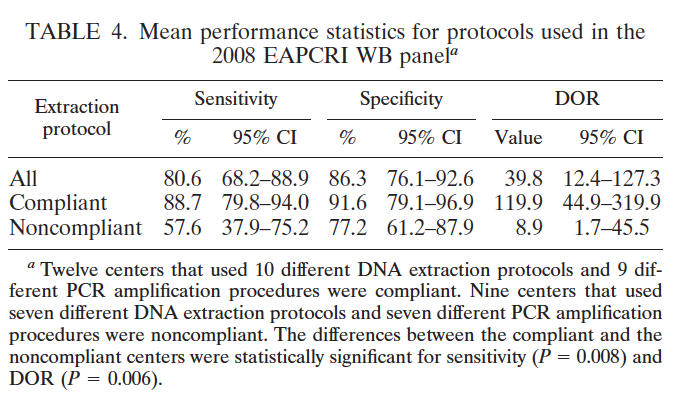 TABLE 4. Mean performance statistics for protocols used in the
2008 EAPCRI WB panelᵃ
Extraction protocol Sensitivity Specificity DOR
% 95% CI % 95% CI Value 95% CI
All 80.6 68.2–88.9 86.3 76.1–92.6 39.8 12.4–127.3
Compliant 88.7 79.8–94.0 91.6 79.1–96.9 119.9 44.9–319.9
Noncompliant 57.6 37.9–75.2 77.2 61.2–87.9 8.9 1.7–45.5
ᵃ Twelve centers that used 10 different DNA extraction protocols and 9 dif-
ferent PCR amplification procedures were compliant. Nine centers that used
seven different DNA extraction protocols and seven different PCR amplification
procedures were noncompliant. The differences between the compliant and the
noncompliant centers were statistically significant for sensitivity (P = 0.008) and
DOR (P = 0.006).